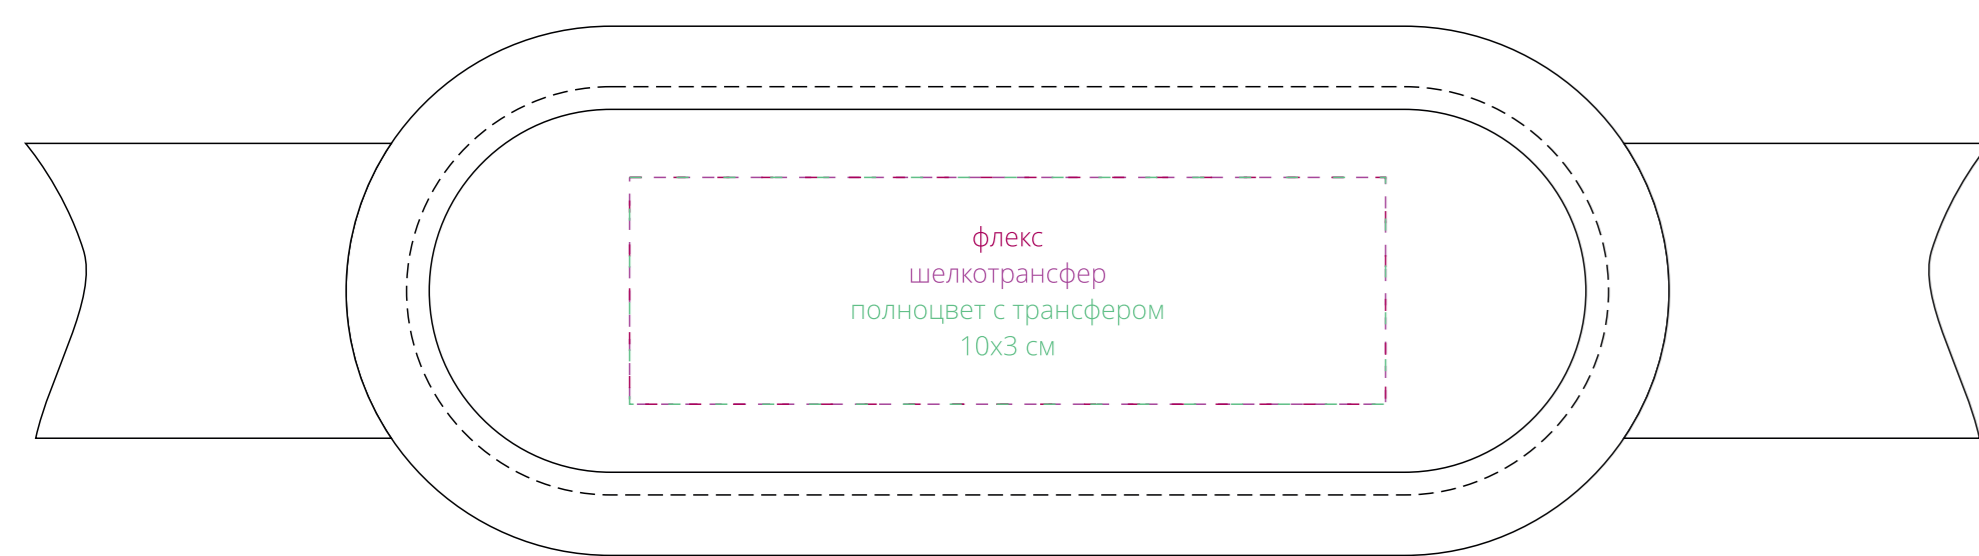 флекс
шелкотрансфер
полноцвет с трансфером
10х3 см